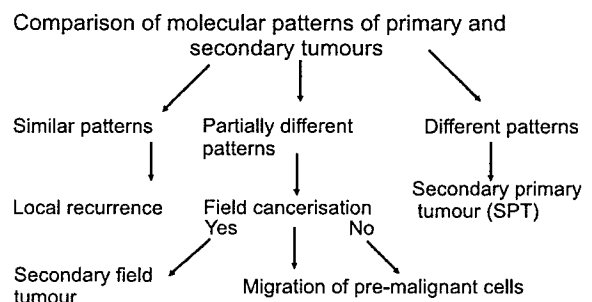 Comparison of molecular patterns of primary and
secondary tumours
Similar patterns
Partially different
patterns
Different patterns
Local recurrence
Field cancerisation
Secondary primary
tumour (SPT)
Yes
No
Secondary field
tumour
Migration of pre-malignant cells